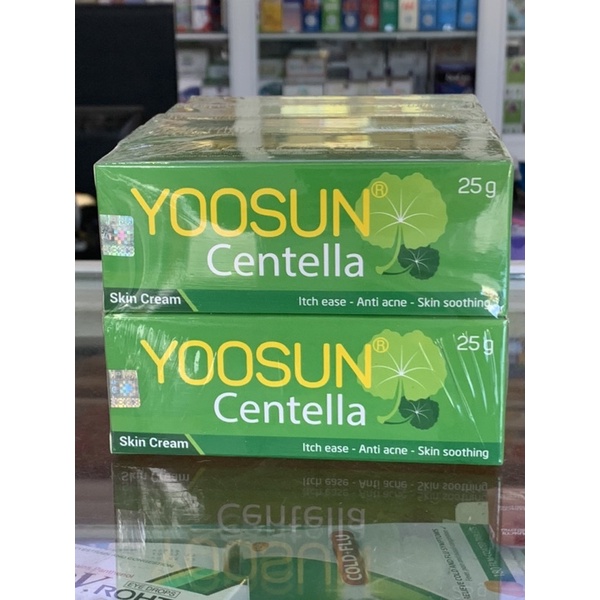 YOOSUN®
25g
Centella
Skin Cream
Itch ease - Anti acne - Skin soothing
YOOSUN®
25g
Centella
Skin Cream
Itch ease - Anti acne - Skin soothing
COLD-FLU
V.ROHT
EYE DROPS